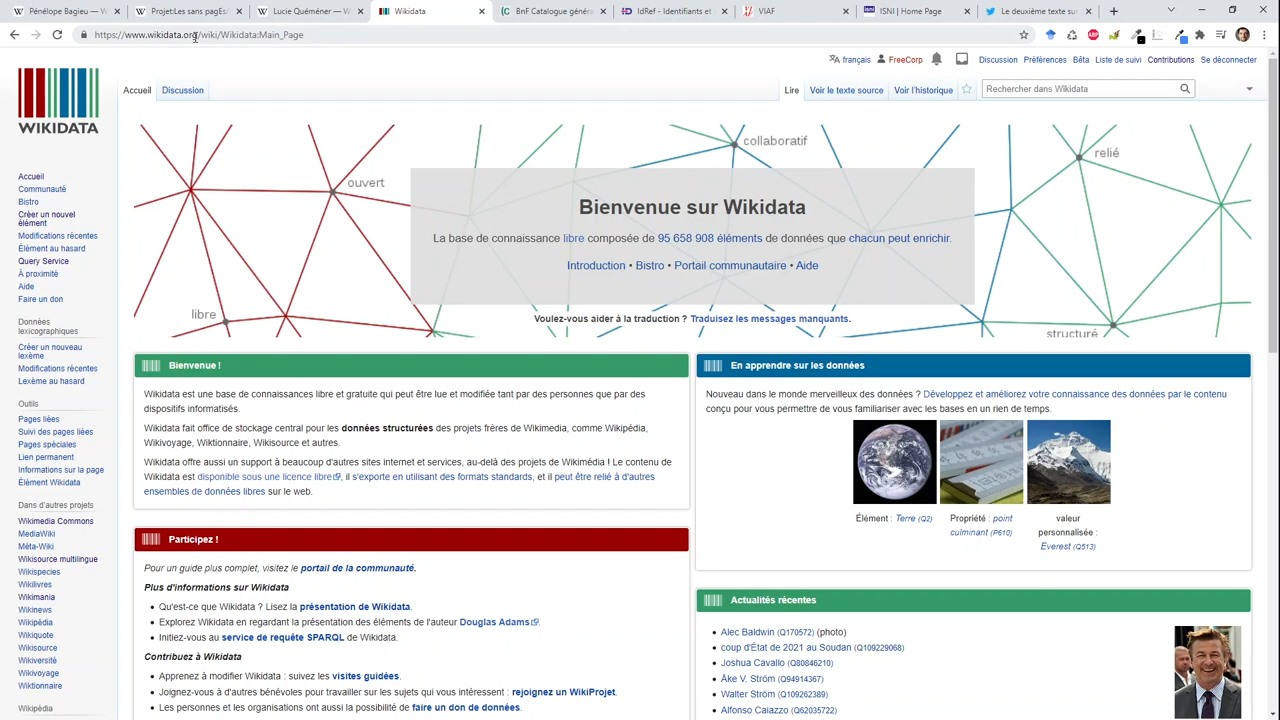 Pénélope Bagieu — W
Projet:Les sans pagEs/
Lucie Quéméner — W
Wikidata
BnF Catalogue généra
IdRef - Identifiants et
VIAF
ISNI | Home Page
Le deuxième texte sur
https://www.wikidata.org/wiki/Wikidata:Main_Page
français FreeCorp Discussion Préférences Bêta Liste de suivi Contributions Se déconnecter
WIKIDATA
Accueil Discussion Lire Voir le texte source Voir l'historique Rechercher dans Wikidata
Accueil
Communauté
Bistro
Créer un nouvel
élément
Modifications récentes
Élément au hasard
Query Service
À proximité
Aide
Faire un don
Données
lexicographiques
Créer un nouveau
lexème
Modifications récentes
Lexème au hasard
Outils
Pages liées
Suivi des pages liées
Pages spéciales
Lien permanent
Informations sur la page
Élément Wikidata
Dans d'autres projets
Wikimedia Commons
MediaWiki
Méta-Wiki
Wikisource multilingue
Wikispecies
Wikilivres
Wikimania
Wikinews
Wikipédia
Wikiquote
Wikisource
Wikiversité
Wikivoyage
Wiktionnaire
Wikipédia
collaboratif
relié
ouvert
libre
structuré
Bienvenue sur Wikidata
La base de connaissance libre composée de 95 658 908 éléments de données que chacun peut enrichir.
Introduction • Bistro • Portail communautaire • Aide
Voulez-vous aider à la traduction ? Traduisez les messages manquants.
Bienvenue !
Wikidata est une base de connaissances libre et gratuite qui peut être lue et modifiée tant par des personnes que par des
dispositifs informatisés.
Wikidata fait office de stockage central pour les données structurées des projets frères de Wikimedia, comme Wikipédia,
Wikivoyage, Wiktionnaire, Wikisource et autres.
Wikidata offre aussi un support à beaucoup d'autres sites internet et services, au-delà des projets de Wikimédia ! Le contenu de
Wikidata est disponible sous une licence libre, il s'exporte en utilisant des formats standards, et il peut être relié à d'autres
ensembles de données libres sur le web.
Participez !
Pour un guide plus complet, visitez le portail de la communauté.
Plus d'informations sur Wikidata
• Qu'est-ce que Wikidata ? Lisez la présentation de Wikidata.
• Explorez Wikidata en regardant la présentation des éléments de l'auteur Douglas Adams.
• Initiez-vous au service de requête SPARQL de Wikidata.
Contribuez à Wikidata
• Apprenez à modifier Wikidata : suivez les visites guidées.
• Joignez-vous à d'autres bénévoles pour travailler sur les sujets qui vous intéressent : rejoignez un WikiProjet.
• Les personnes et les organisations ont aussi la possibilité de faire un don de données.
En apprendre sur les données
Nouveau dans le monde merveilleux des données ? Développez et améliorez votre connaissance des données par le contenu
conçu pour vous permettre de vous familiariser avec les bases en un rien de temps.
Élément : Terre (Q2)
Propriété : point
culminant (P610)
valeur
personnalisée :
Everest (Q513)
Actualités récentes
• Alec Baldwin (Q170572) (photo)
• coup d'État de 2021 au Soudan (Q109229068)
• Joshua Cavallo (Q80846210)
• Åke V. Ström (Q94914367)
• Walter Ström (Q109262389)
• Alfonso Caiazzo (Q62035722)